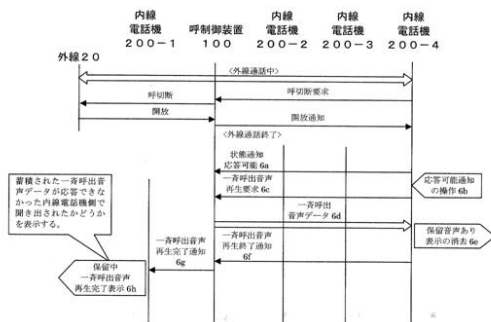 内線
電話機
200-1
呼制御装置
100
内線
電話機
200-2
内線
電話機
200-3
内線
電話機
200-4
外線20
<外線通話中>
呼切断
呼切断要求
開放
開放通知
<外線通話終了>
状態通知
応答可能 6a
応答可能通知
の操作 6b
一斉呼出音声
再生要求 6c
一斉呼出
音声データ 6d
保留音声あり
表示の消去 6e
一斉呼出音声
再生終了通知
6f
一斉呼出音声
再生完了通知
6g
保留中
一斉呼出音声
再生完了表示 6h
蓄積された一斉呼出音
声データが応答できな
かった内線電話機側で
聞き出されたかどうか
を表示する。